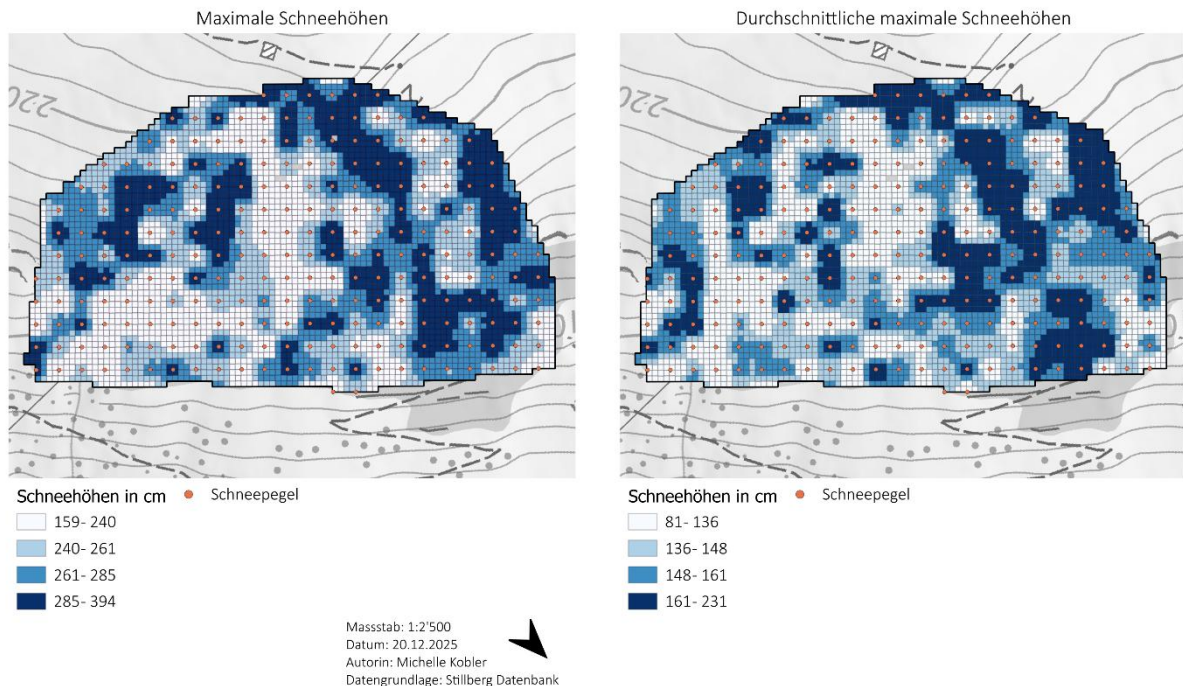 Maximale Schneehöhen
Durchschnittliche maximale Schneehöhen
220
220
Schneehöhen in cm
Schneepegel
159- 240
240- 261
261- 285
285- 394
Schneehöhen in cm
Schneepegel
81- 136
136- 148
148- 161
161- 231
Massstab: 1:2'500
Datum: 20.12.2025
Autorin: Michelle Kobler
Datengrundlage: Stillberg Datenbank